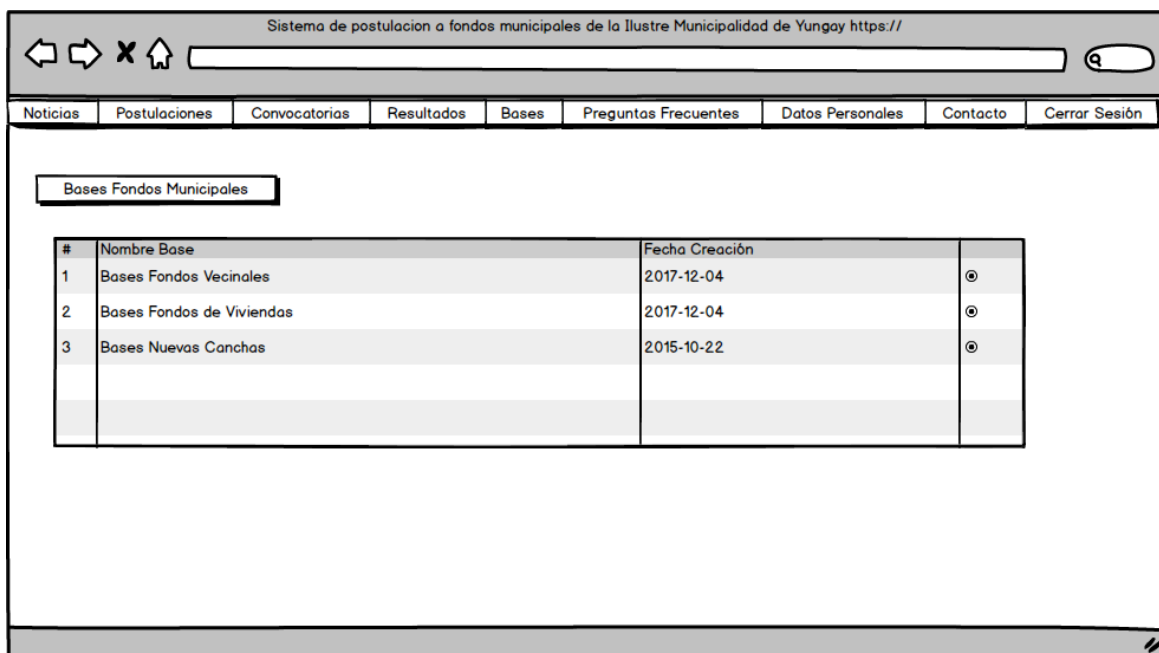 Sistema de postulacion a fondos municipales de la Ilustre Municipalidad de Yungay https://
Noticias Postulaciones Convocatorias Resultados Bases Preguntas Frecuentes Datos Personales Contacto Cerrar Sesión
Bases Fondos Municipales
# Nombre Base Fecha Creación
1 Bases Fondos Vecinales 2017-12-04
2 Bases Fondos de Viviendas 2017-12-04
3 Bases Nuevas Canchas 2015-10-22